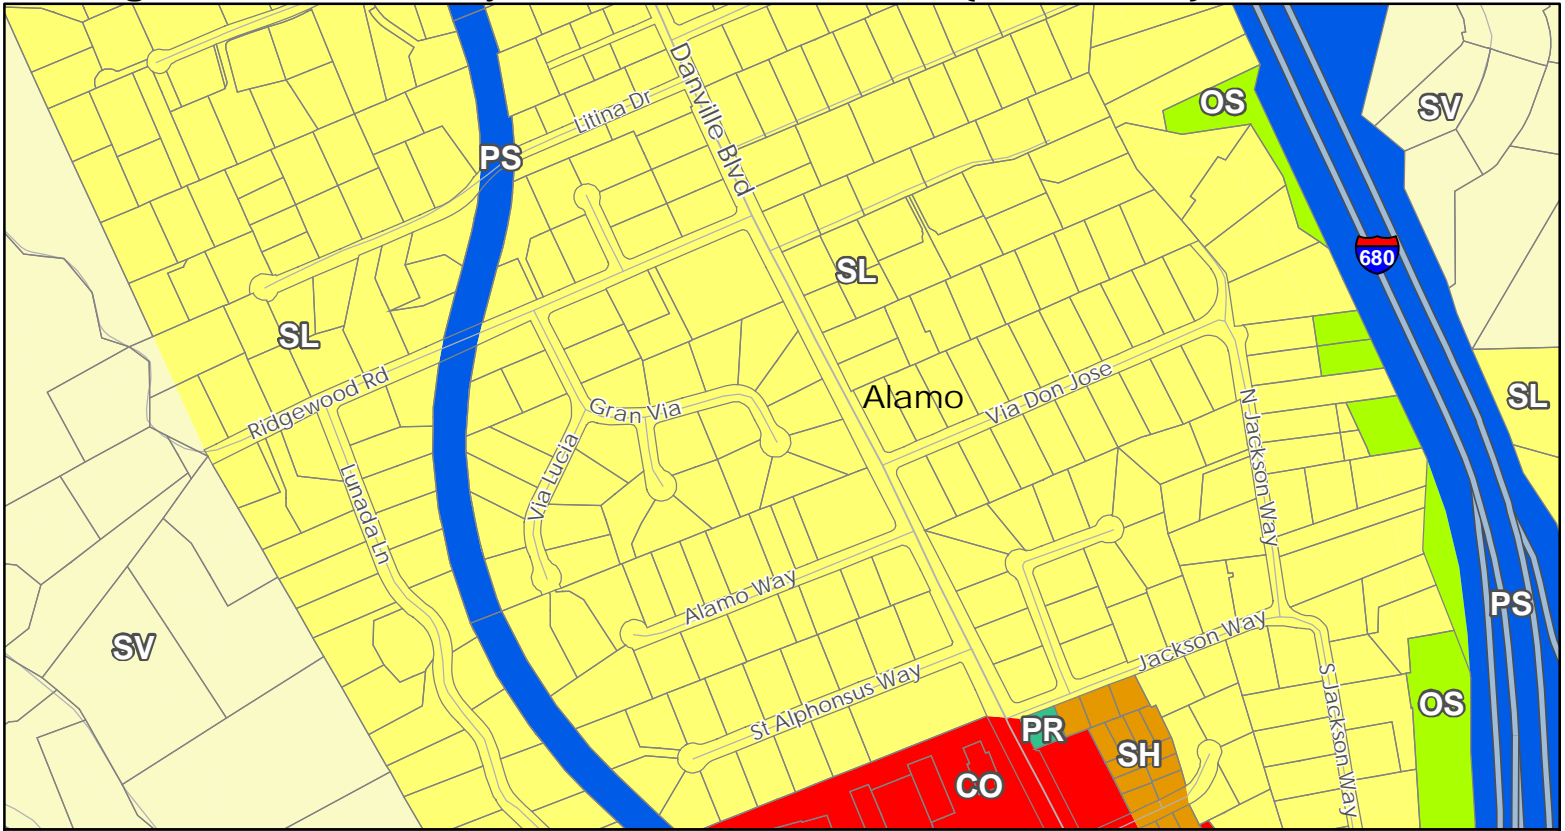 OS
SV
Danville Blvd
Litina Dr
PS
680
SL
SL
Ridgewood Rd
Gran Via
Alamo
Via Don Jose
SL
N Jackson Way
Via Lucia
Lunada Ln
Alamo Way
PS
SV
Jackson Way
St Alphonsus Way
S Jackson Way
OS
PR
SH
CO